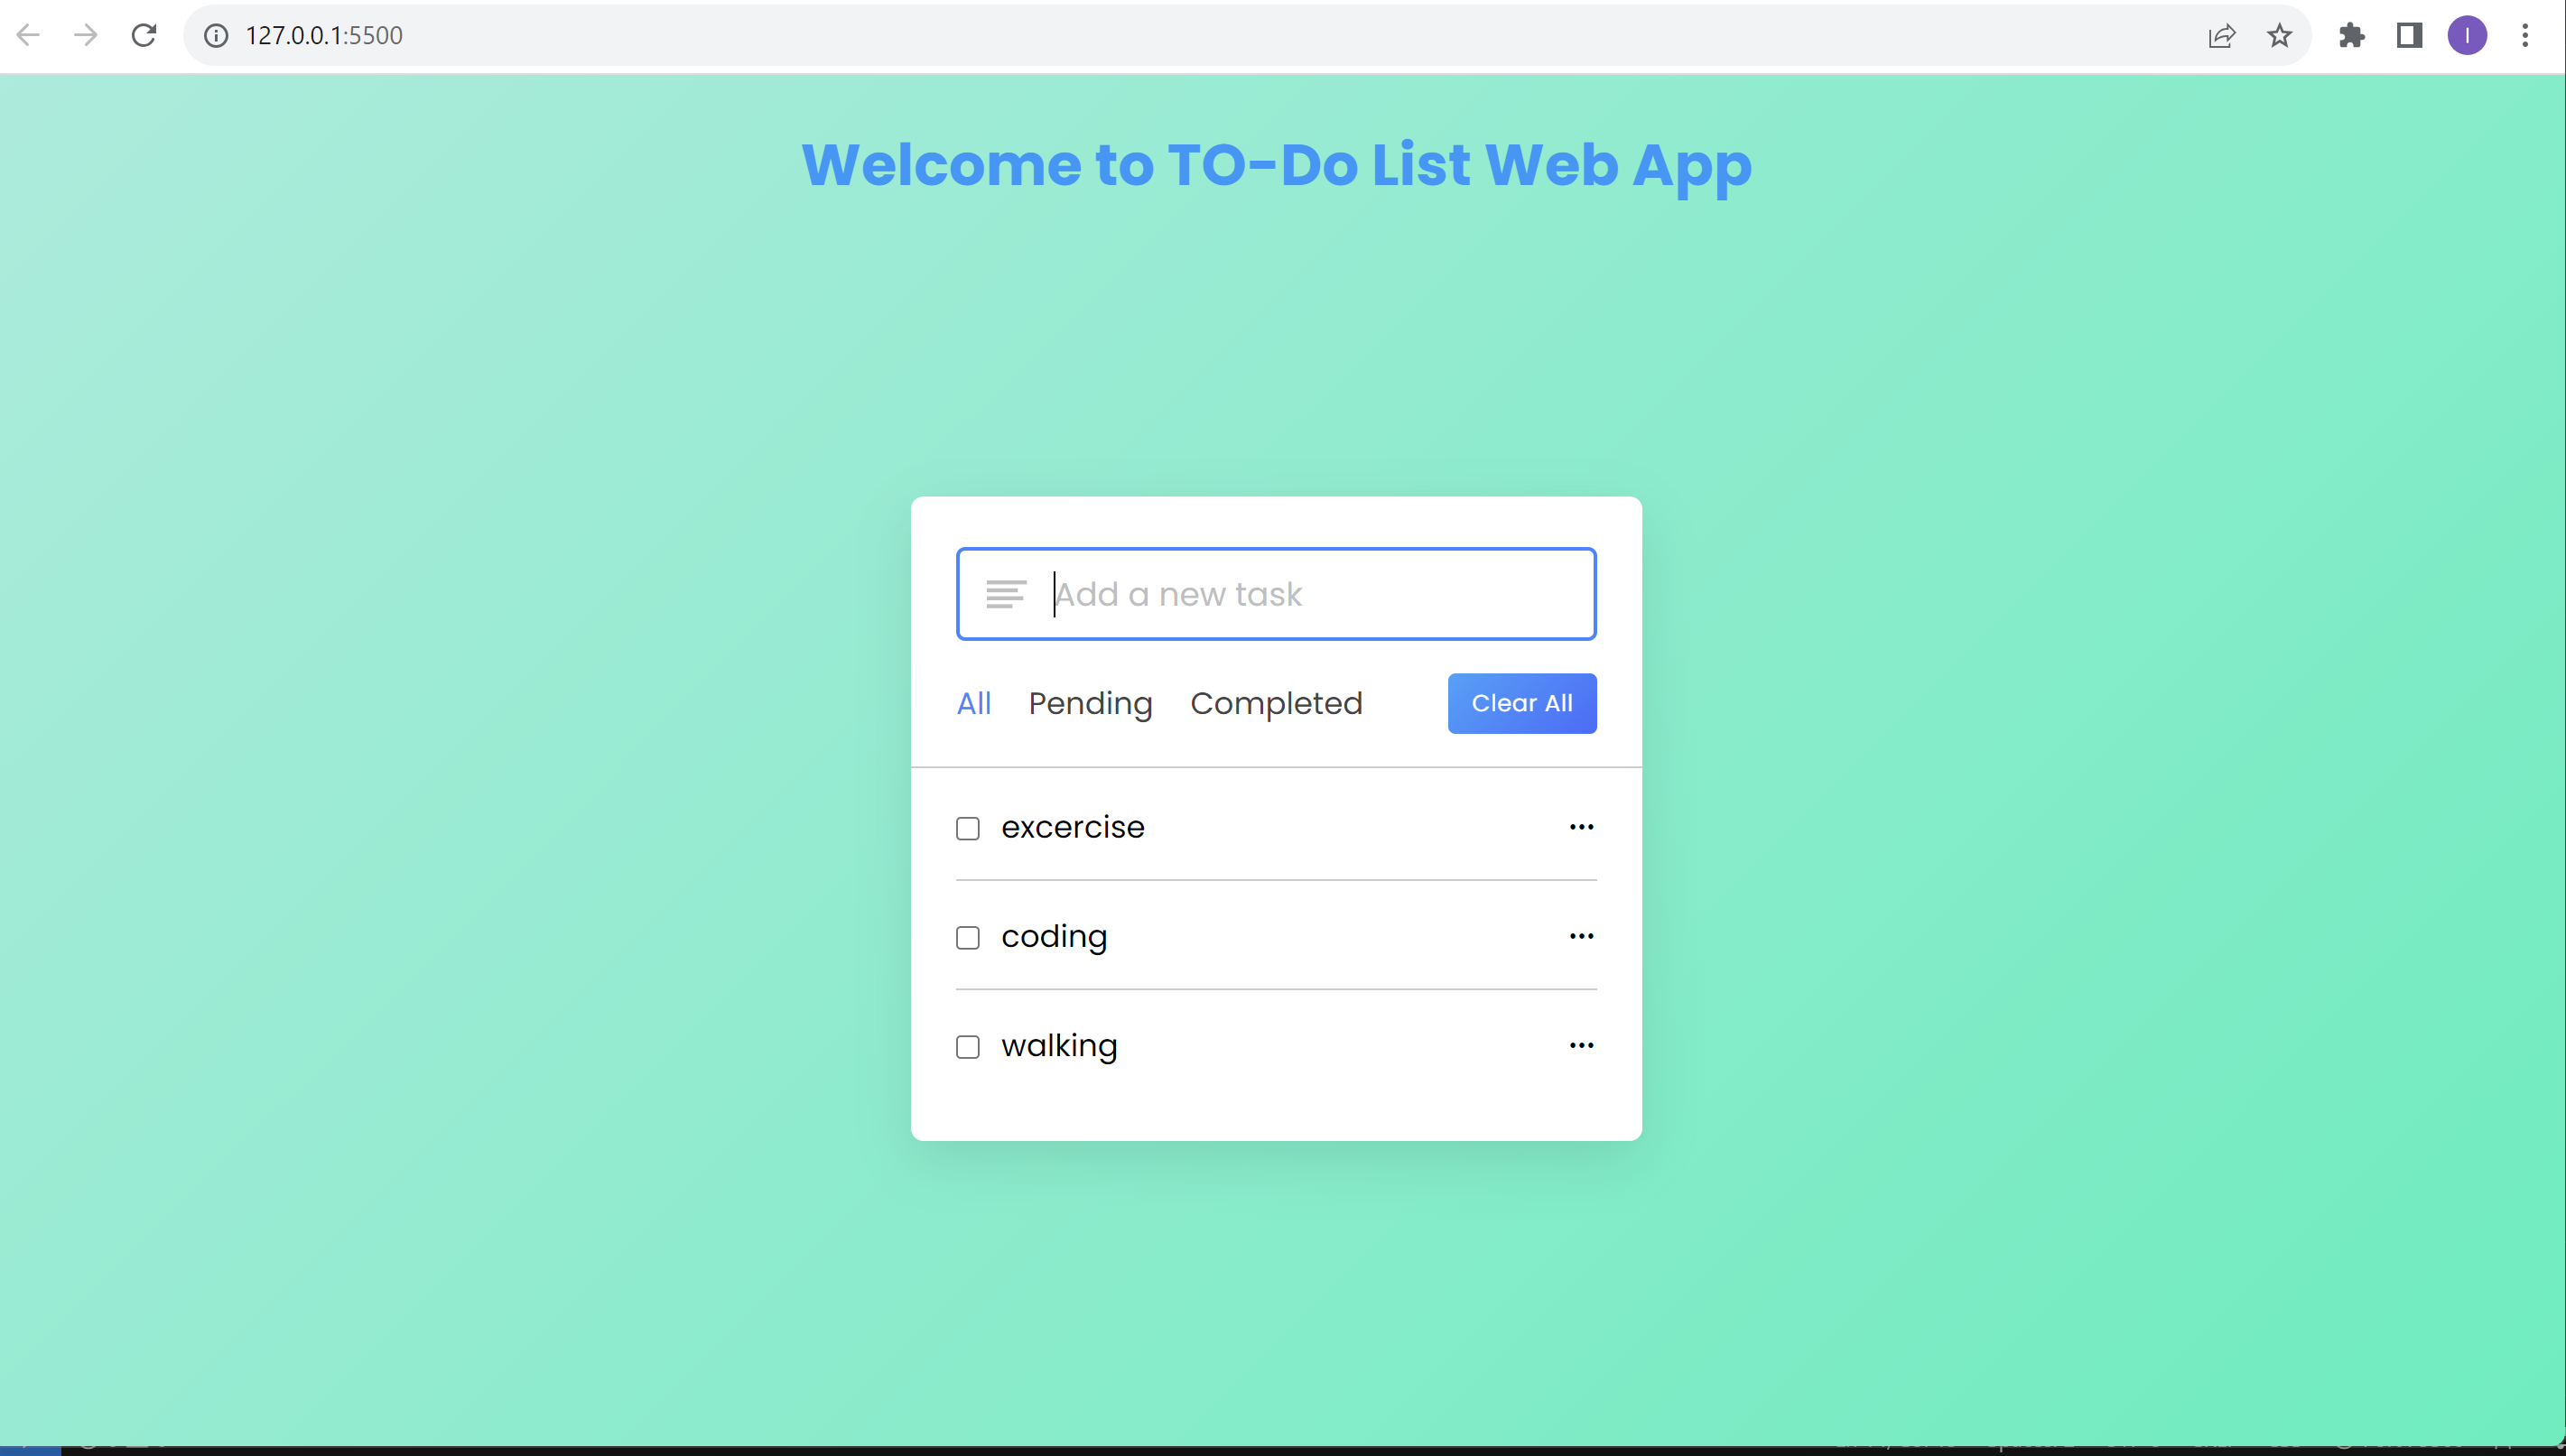 127.0.0.1:5500
I
Welcome to TO-Do List Web App
Add a new task
All Pending Completed Clear All
excercise
coding
walking